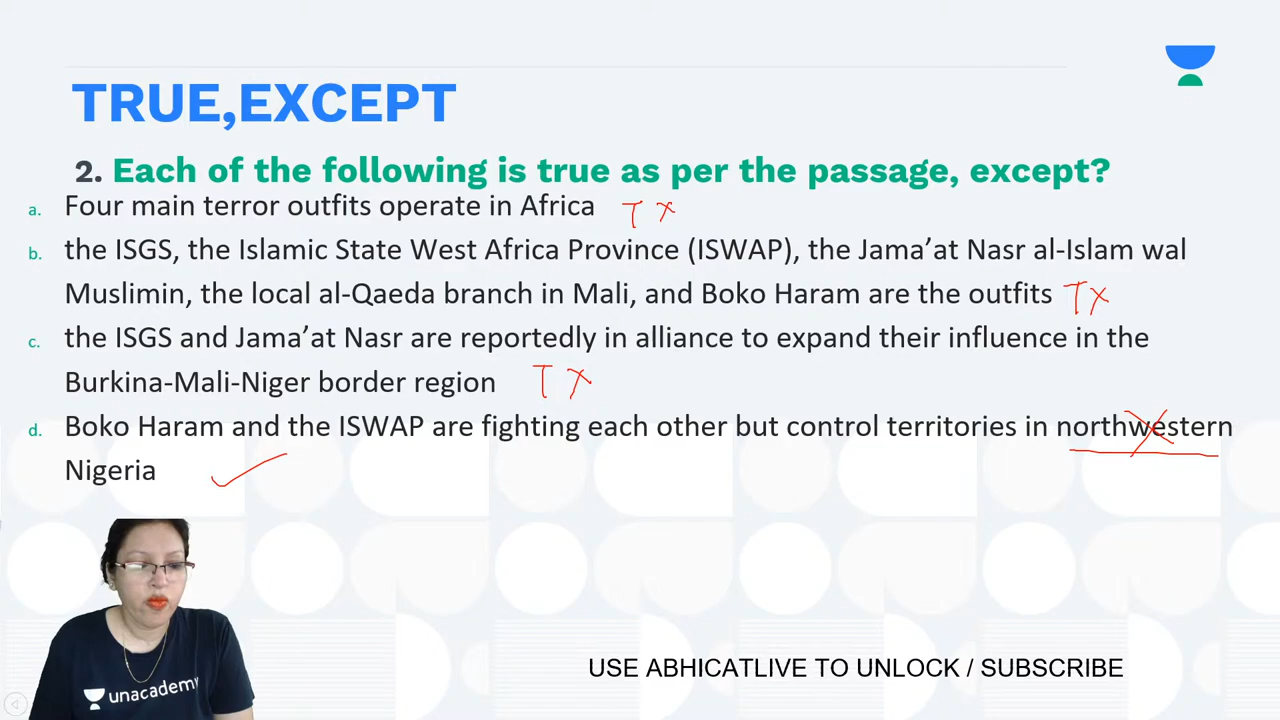 TRUE,EXCEPT
2. Each of the following is true as per the passage, except?
a. Four main terror outfits operate in Africa T x
b. the ISGS, the Islamic State West Africa Province (ISWAP), the Jama’at Nasr al-Islam wal
Muslimin, the local al-Qaeda branch in Mali, and Boko Haram are the outfits T x
c. the ISGS and Jama’at Nasr are reportedly in alliance to expand their influence in the
Burkina-Mali-Niger border region T x
d. Boko Haram and the ISWAP are fighting each other but control territories in northwestern
Nigeria
unacademy
USE ABHICATLIVE TO UNLOCK / SUBSCRIBE